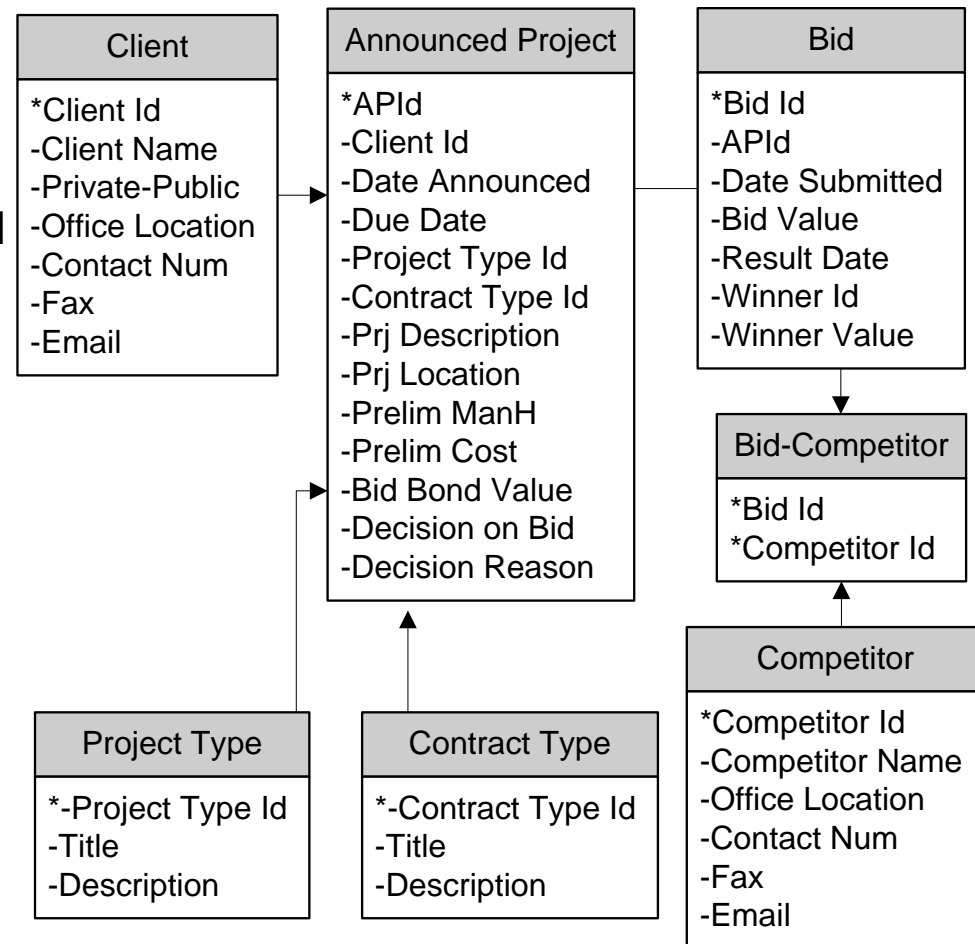 Client
*Client Id
-Client Name
-Private-Public
-Office Location
-Contact Num
-Fax
-Email
Announced Project
*APId
-Client Id
-Date Announced
-Due Date
-Project Type Id
-Contract Type Id
-Prj Description
-Prj Location
-Prelim ManH
-Prelim Cost
-Bid Bond Value
-Decision on Bid
-Decision Reason
Bid
*Bid Id
-APId
-Date Submitted
-Bid Value
-Result Date
-Winner Id
-Winner Value
Bid-Competitor
*Bid Id
*Competitor Id
Project Type
*-Project Type Id
-Title
-Description
Contract Type
*-Contract Type Id
-Title
-Description
Competitor
*Competitor Id
-Competitor Name
-Office Location
-Contact Num
-Fax
-Email